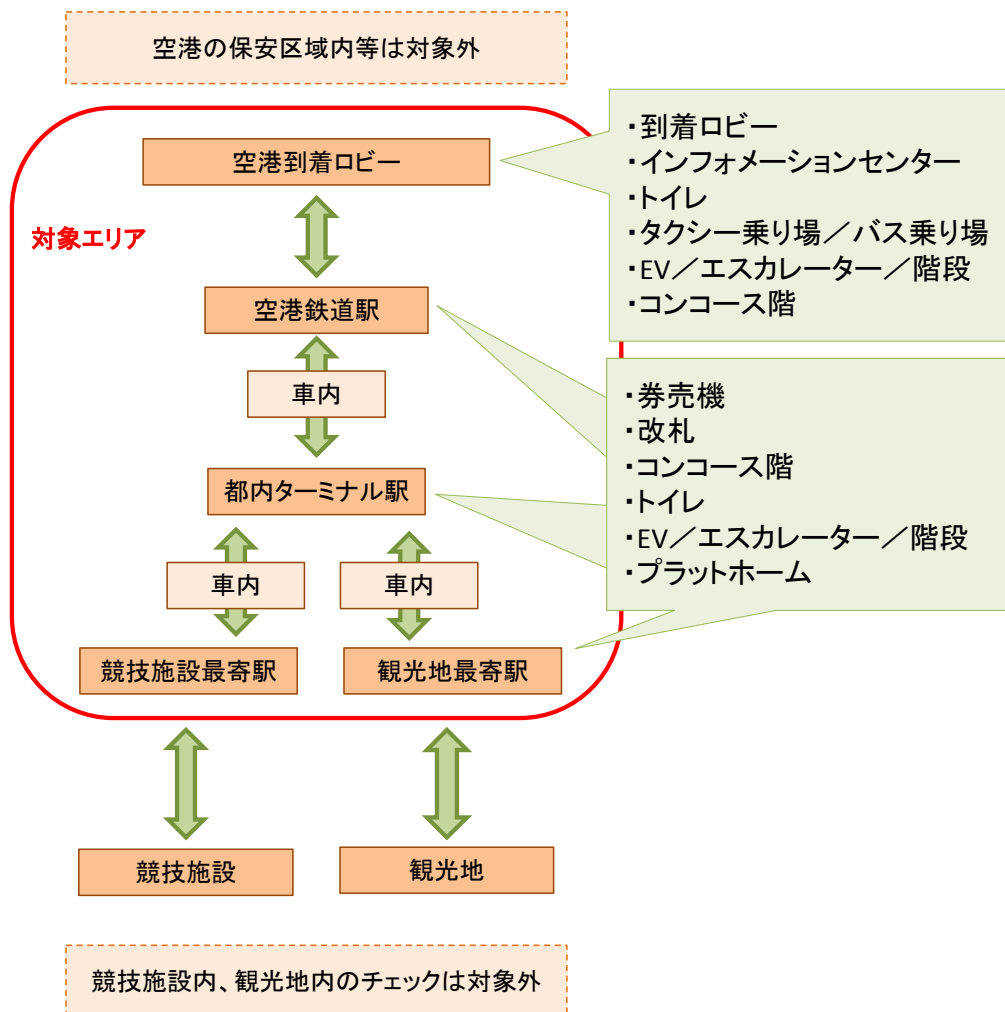 空港の保安区域内等は対象外
空港到着ロビー
・到着ロビー
・インフォメーションセンター
・トイレ
・タクシー乗り場／バス乗り場
・EV／エスカレーター／階段
・コンコース階
対象エリア
空港鉄道駅
車内
・券売機
・改札
・コンコース階
・トイレ
・EV／エスカレーター／階段
・プラットホーム
都内ターミナル駅
車内
車内
競技施設最寄駅
観光地最寄駅
競技施設
観光地
競技施設内、観光地内のチェックは対象外